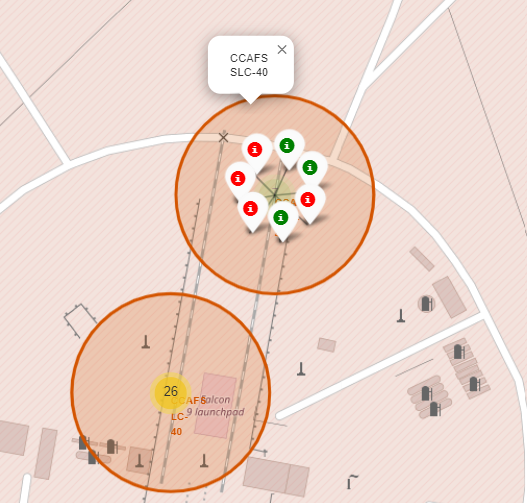 CCAFS
SLC-40
26
CCAFS
LC-
40
Falcon
9 launchpad